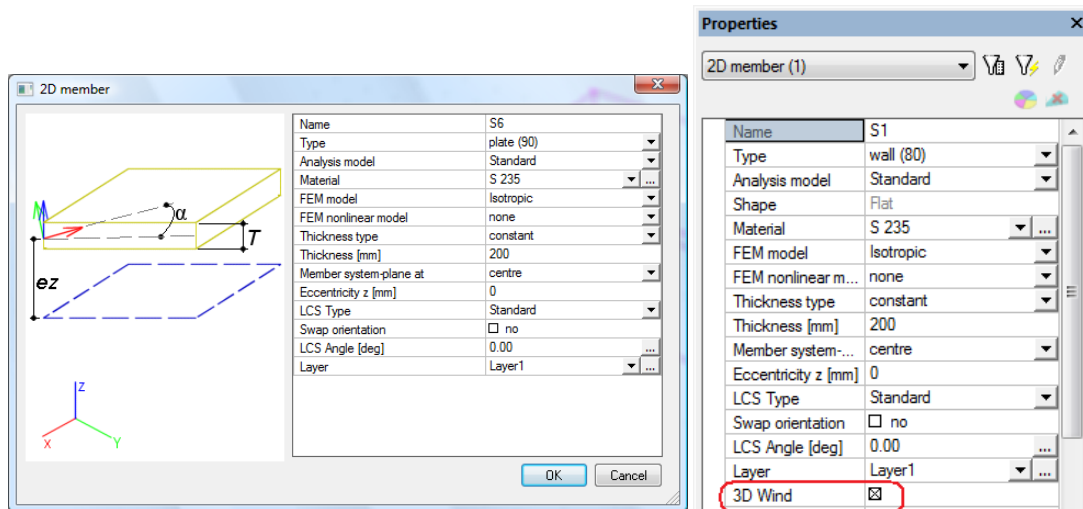 2D member
Name S6
Type plate (90)
Analysis model Standard
Material S 235 ...
FEM model Isotropic
FEM nonlinear model none
Thickness type constant
Thickness [mm] 200
Member system-plane at centre
Eccentricity z [mm] 0
LCS Type Standard
Swap orientation no
LCS Angle [deg] 0.00 ...
Layer Layer1 ...
α
T
ez
Z
X
Y
OK Cancel
Properties
2D member (1)
Name S1
Type wall (80)
Analysis model Standard
Shape Flat
Material S 235 ...
FEM model Isotropic
FEM nonlinear m... none
Thickness type constant
Thickness [mm] 200
Member system-... centre
Eccentricity z [mm] 0
LCS Type Standard
Swap orientation no
LCS Angle [deg] 0.00 ...
Layer Layer1 ...
3D Wind